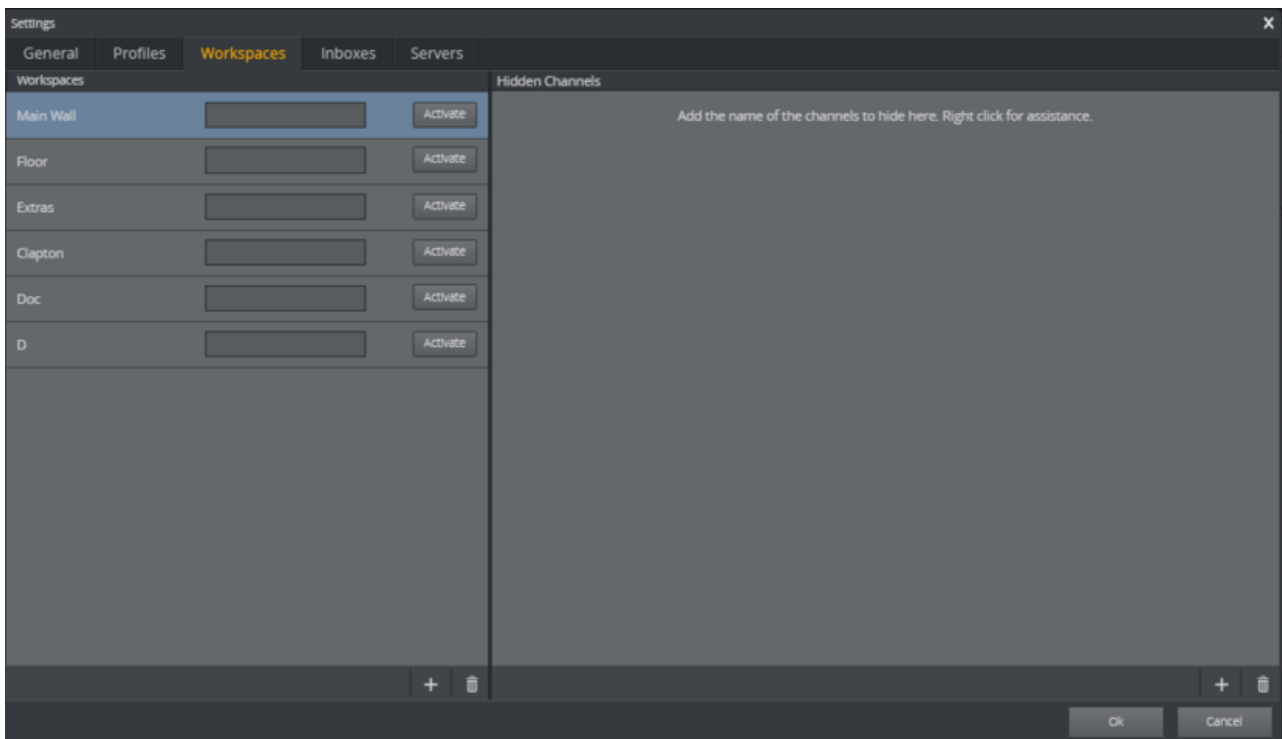 Settings
General Profiles Workspaces Inboxes Servers
Workspaces
Hidden Channels
Main Wall Activate
Add the name of the channels to hide here. Right click for assistance.
Floor Activate
Extras Activate
Clapton Activate
Doc Activate
D Activate
Ok Cancel